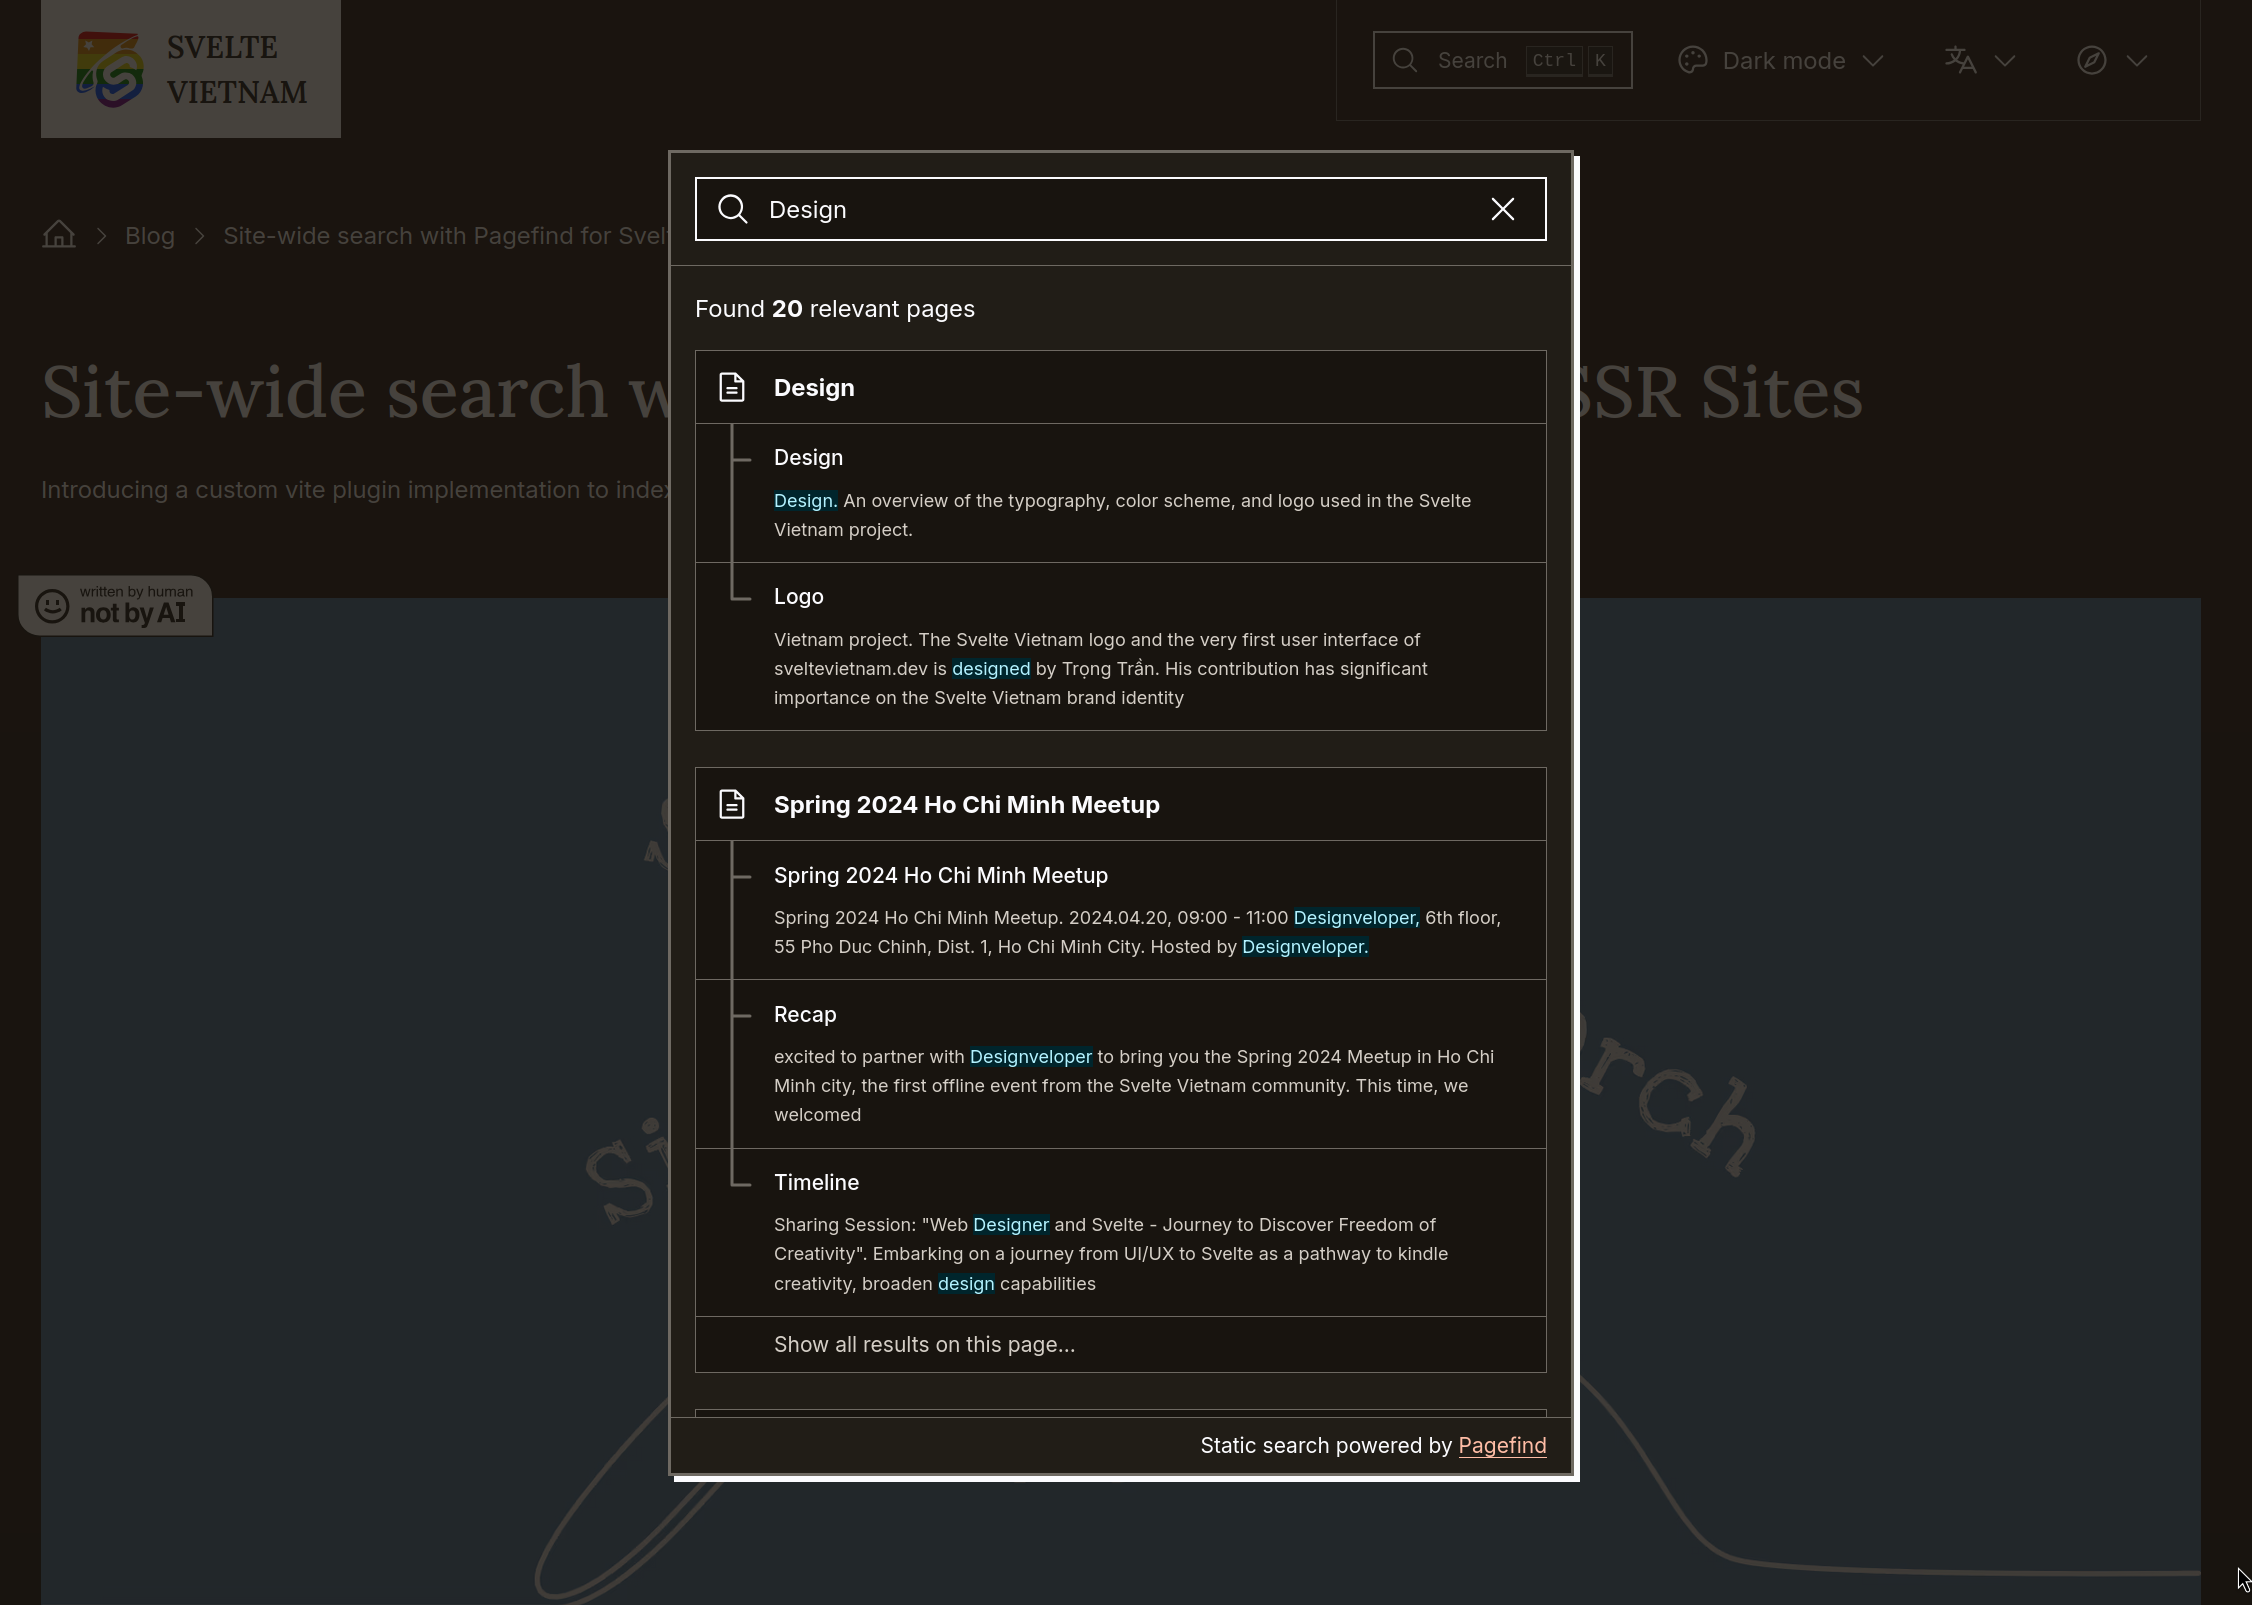 SVELTE
VIETNAM
Search Ctrl K
Dark mode
Blog
Site-wide search with Pagefind for
Site-wide search
SSR Sites
Introducing a custom vite plugin implementation to
written by human
not by AI
Design
Found 20 relevant pages
Design
Design
Design. An overview of the typography, color scheme, and logo used in the Svelte
Vietnam project.
Logo
Vietnam project. The Svelte Vietnam logo and the very first user interface of
sveltevietnam.dev is designed by Trọng Trần. His contribution has significant
importance on the Svelte Vietnam brand identity
Spring 2024 Ho Chi Minh Meetup
Spring 2024 Ho Chi Minh Meetup
Spring 2024 Ho Chi Minh Meetup. 2024.04.20, 09:00 - 11:00 Designveloper, 6th floor,
55 Pho Duc Chinh, Dist. 1, Ho Chi Minh City. Hosted by Designveloper.
Recap
excited to partner with Designveloper to bring you the Spring 2024 Meetup in Ho Chi
Minh city, the first offline event from the Svelte Vietnam community. This time, we
welcomed
Timeline
Sharing Session: "Web Designer and Svelte - Journey to Discover Freedom of
Creativity". Embarking on a journey from UI/UX to Svelte as a pathway to kindle
creativity, broaden design capabilities
Show all results on this page...
Static search powered by Pagefind